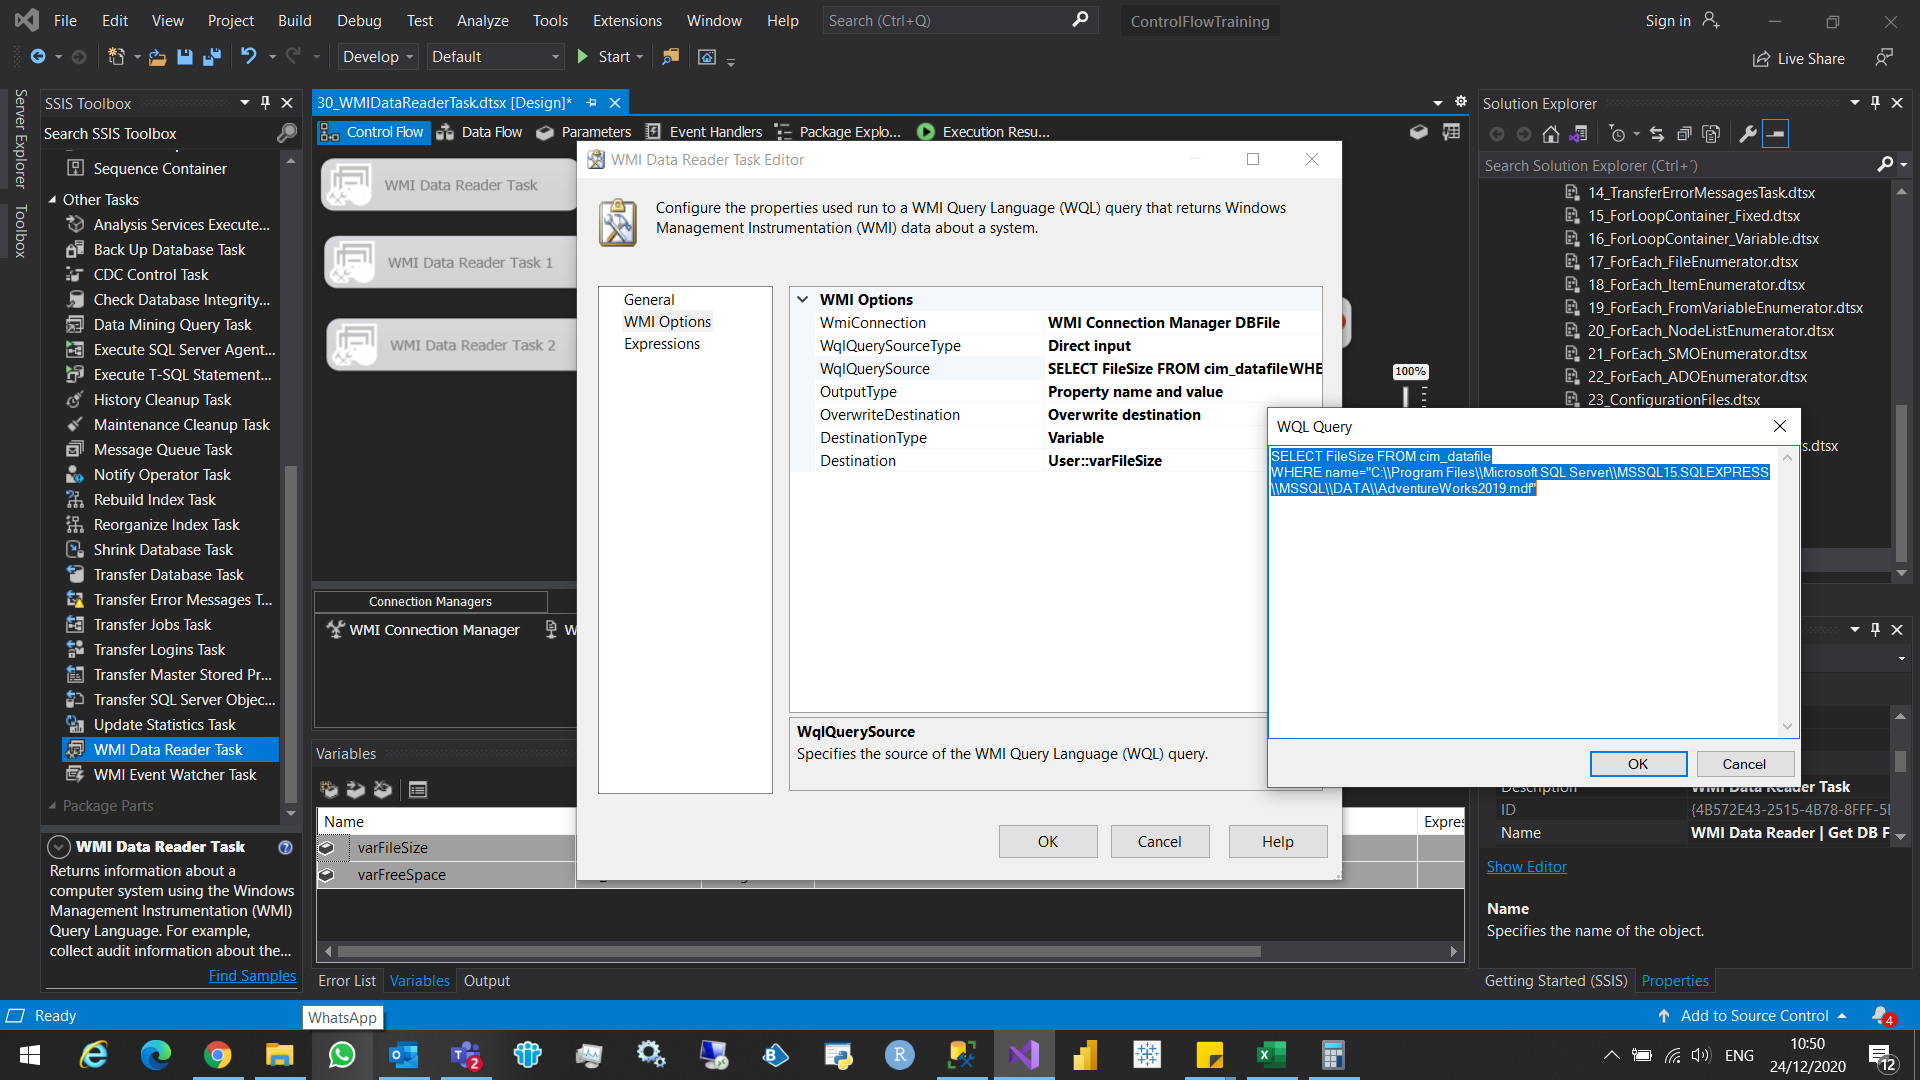 File Edit View Project Build Debug Test Analyze Tools Extensions Window Help Search (Ctrl+Q) ControlFlowTraining Sign in
Develop Default Start Live Share
Server Explorer
Toolbox
SSIS Toolbox
Search SSIS Toolbox
Sequence Container
Other Tasks
Analysis Services Execute...
Back Up Database Task
CDC Control Task
Check Database Integrity...
Data Mining Query Task
Execute SQL Server Agent...
Execute T-SQL Statement...
History Cleanup Task
Maintenance Cleanup Task
Message Queue Task
Notify Operator Task
Rebuild Index Task
Reorganize Index Task
Shrink Database Task
Transfer Database Task
Transfer Error Messages T...
Transfer Jobs Task
Transfer Logins Task
Transfer Master Stored Pr...
Transfer SQL Server Objec...
Update Statistics Task
WMI Data Reader Task
WMI Event Watcher Task
Package Parts
WMI Data Reader Task
Returns information about a
computer system using the Windows
Management Instrumentation (WMI)
Query Language. For example,
collect audit information about the...
Find Samples
30_WMIDataReaderTask.dtsx [Design]*
Control Flow Data Flow Parameters Event Handlers Package Explo... Execution Resu...
WMI Data Reader Task
WMI Data Reader Task 1
WMI Data Reader Task 2
100%
Connection Managers
WMI Connection Manager W
Variables
Name Expres
varFileSize
varFreeSpace
Error List Variables Output
WMI Data Reader Task Editor
Configure the properties used run to a WMI Query Language (WQL) query that returns Windows
Management Instrumentation (WMI) data about a system.
General
WMI Options
Expressions
WMI Options
WmiConnection WMI Connection Manager DBFile
WqlQuerySourceType Direct input
WqlQuerySource SELECT FileSize FROM cim_datafileWHE
OutputType Property name and value
OverwriteDestination Overwrite destination
DestinationType Variable
Destination User::varFileSize
WqlQuerySource
Specifies the source of the WMI Query Language (WQL) query.
OK Cancel Help
WQL Query
SELECT FileSize FROM cim_datafile
WHERE name="C:\\Program Files\\Microsoft SQL Server\\MSSQL15.SQLEXPRESS
\\MSSQL\\DATA\\AdventureWorks2019.mdf"
OK Cancel
Solution Explorer
Search Solution Explorer (Ctrl+´)
14_TransferErrorMessagesTask.dtsx
15_ForLoopContainer_Fixed.dtsx
16_ForLoopContainer_Variable.dtsx
17_ForEach_FileEnumerator.dtsx
18_ForEach_ItemEnumerator.dtsx
19_ForEach_FromVariableEnumerator.dtsx
20_ForEach_NodeListEnumerator.dtsx
21_ForEach_SMOEnumerator.dtsx
22_ForEach_ADOEnumerator.dtsx
23_ConfigurationFiles.dtsx
s.dtsx
Description WMI Data Reader Task
ID {4B572E43-2515-4B78-8FFF-5
Name WMI Data Reader | Get DB F
Show Editor
Name
Specifies the name of the object.
Getting Started (SSIS) Properties
Ready Add to Source Control 4
WhatsApp
2
ENG
10:50
24/12/2020
12